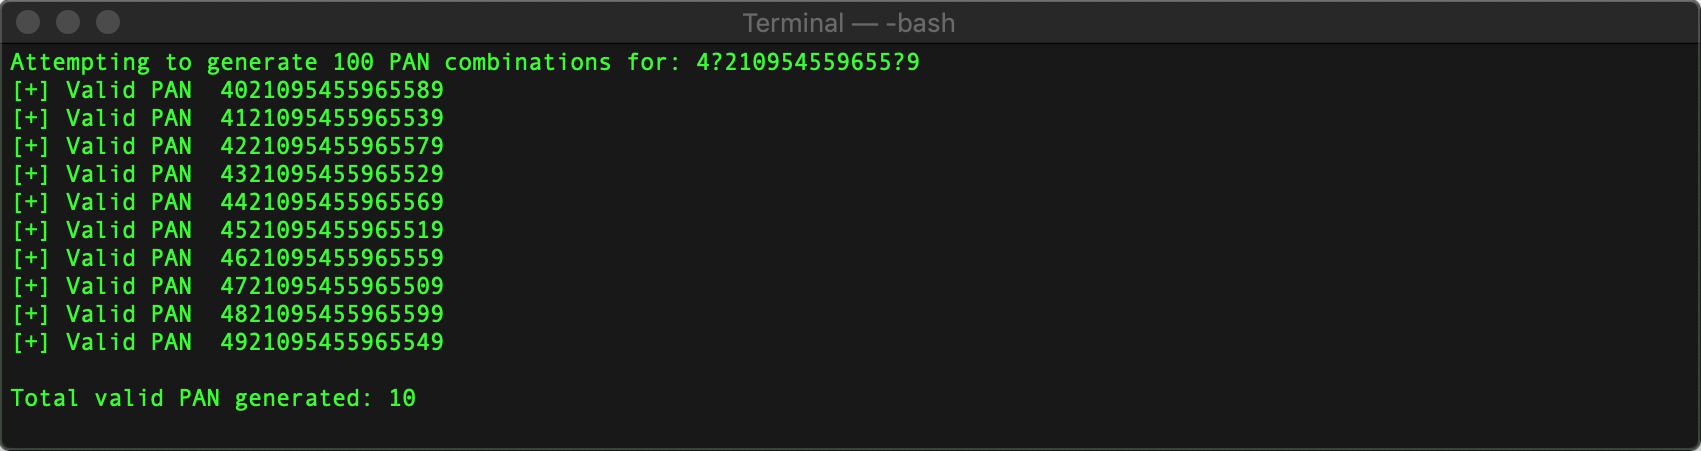 Terminal — -bash
Attempting to generate 100 PAN combinations for: 4?210954559655?9
[+] Valid PAN  4021095455965589
[+] Valid PAN  4121095455965539
[+] Valid PAN  4221095455965579
[+] Valid PAN  4321095455965529
[+] Valid PAN  4421095455965569
[+] Valid PAN  4521095455965519
[+] Valid PAN  4621095455965559
[+] Valid PAN  4721095455965509
[+] Valid PAN  4821095455965599
[+] Valid PAN  4921095455965549
Total valid PAN generated: 10